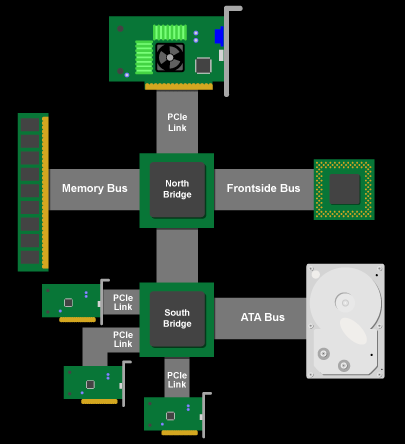 PCIe
Link
Memory Bus
North
Bridge
Frontside Bus
PCIe
Link
South
Bridge
ATA Bus
PCIe
Link
PCIe
Link